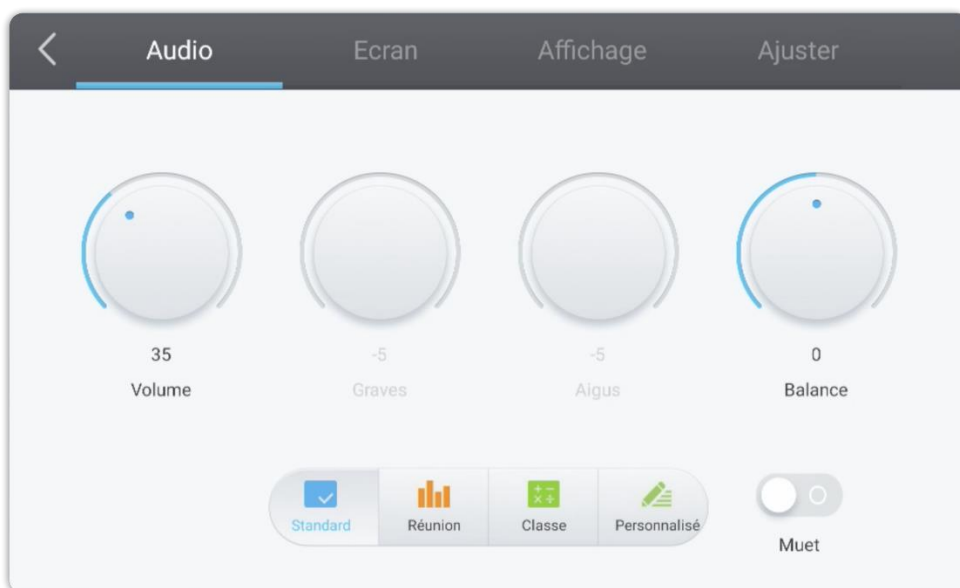 Audio
Ecran
Affichage
Ajuster
35
-5
-5
0
Volume
Graves
Aigus
Balance
Standard
Réunion
Classe
Personnalisé
Muet